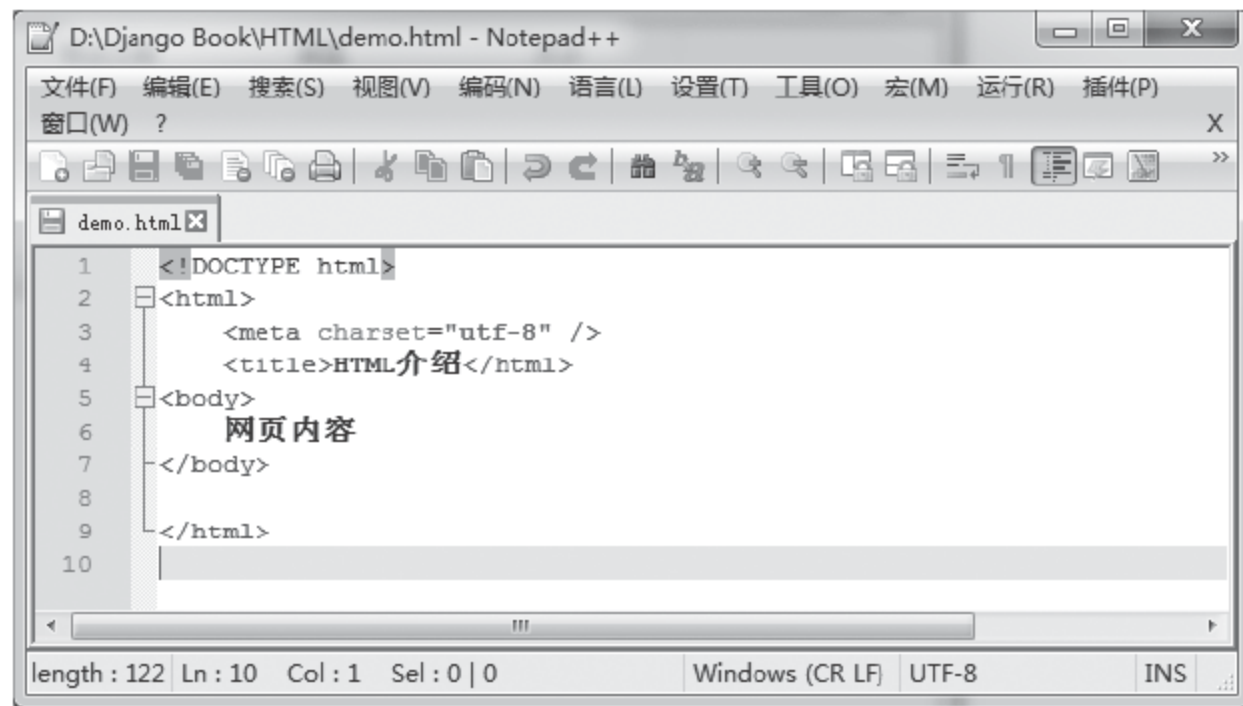 D:\Django Book\HTML\demo.html - Notepad++
文件(F) 编辑(E) 搜索(S) 视图(V) 编码(N) 语言(L) 设置(T) 工具(O) 宏(M) 运行(R) 插件(P)
窗口(W) ? X
demo.html
1 <!DOCTYPE html>
2 <html>
3 <meta charset="utf-8" />
4 <title>HTML介绍</html>
5 <body>
6 网页内容
7 </body>
8
9 </html>
10
length : 122 Ln : 10 Col : 1 Sel : 0 | 0 Windows (CR LF) UTF-8 INS